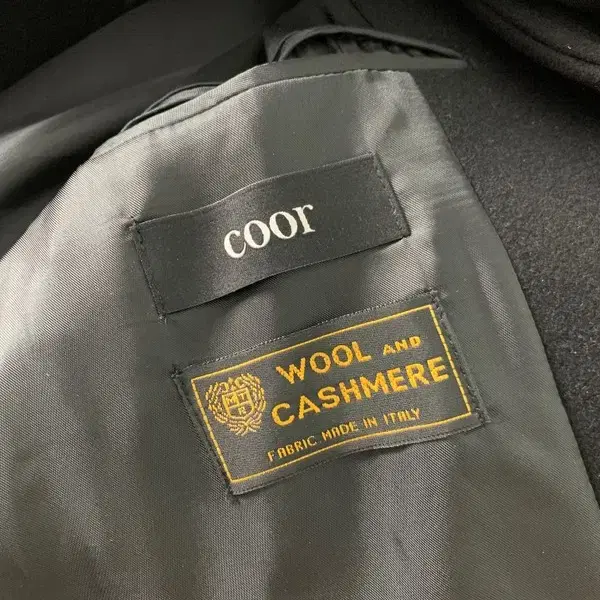 coor
WOOL AND
CASHMERE
FABRIC MADE IN ITALY